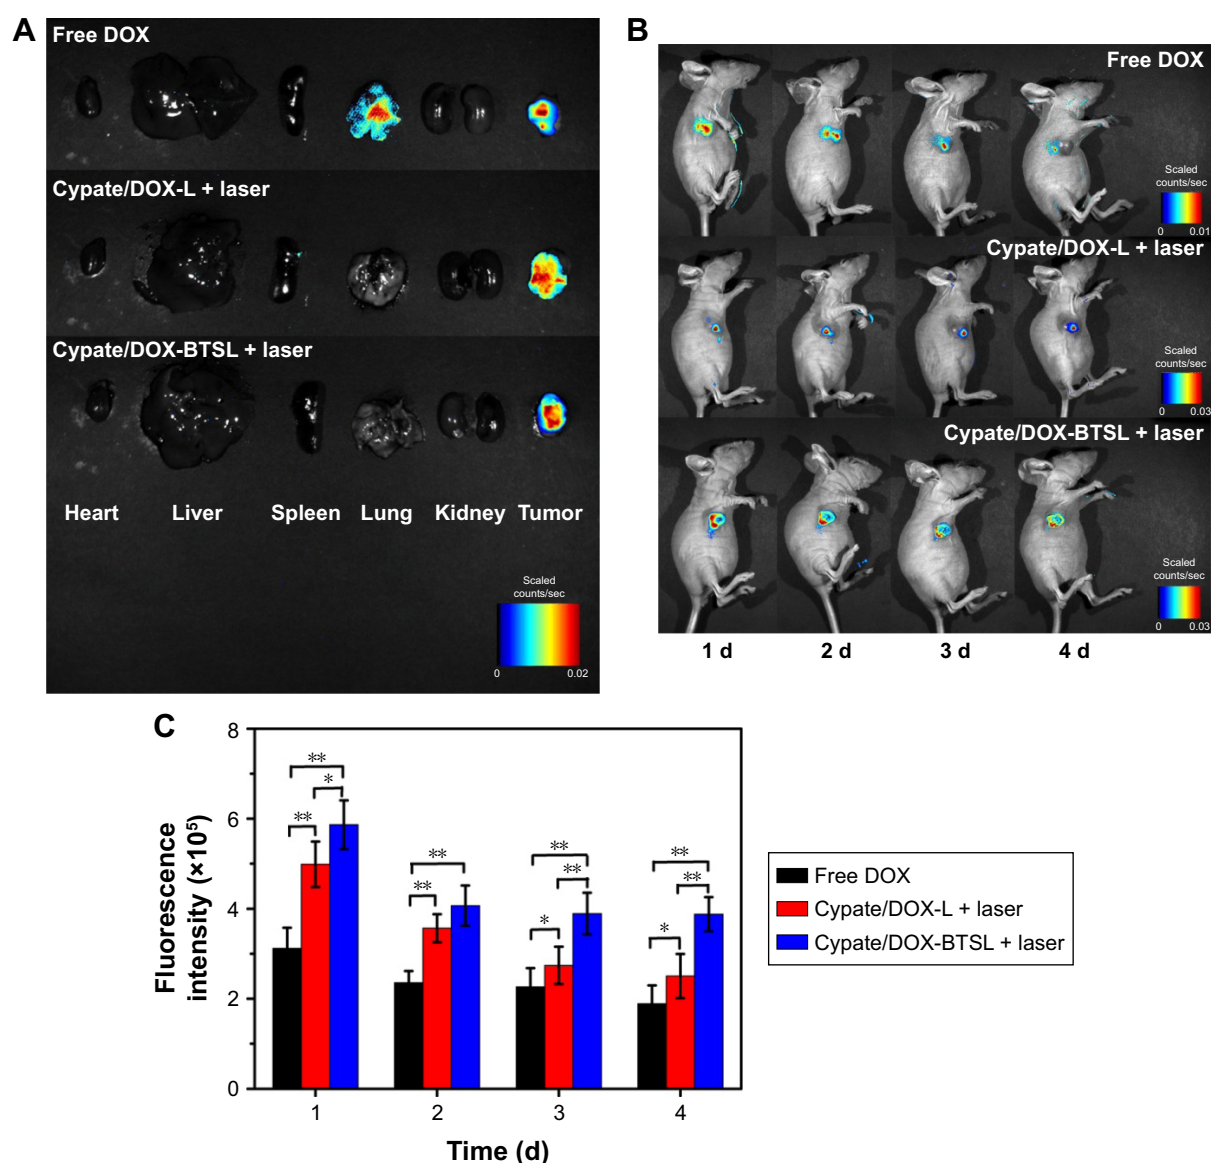 A
Free DOX
Cypate/DOX-L + laser
Cypate/DOX-BTSL + laser
Heart Liver Spleen Lung Kidney Tumor
Scaled
counts/sec
0 0.02
B
Free DOX
Scaled
counts/sec
0 0.01
Cypate/DOX-L + laser
Scaled
counts/sec
0 0.03
Cypate/DOX-BTSL + laser
Scaled
counts/sec
0 0.03
1 d 2 d 3 d 4 d
C
Fluorescence
intensity (×10⁵)
8
6
4
2
0
**
*
**
**
**
**
**
*
**
**
*
1 2 3 4
Time (d)
Free DOX
Cypate/DOX-L + laser
Cypate/DOX-BTSL + laser